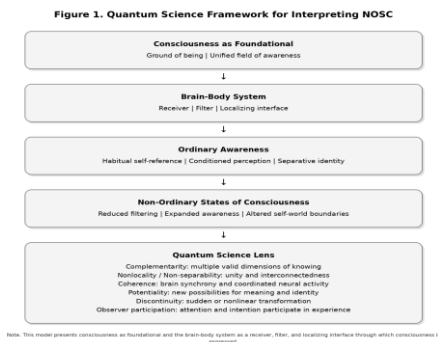 Figure 1. Quantum Science Framework for Interpreting NOSC
Consciousness as Foundational
Ground of being | Unified field of awareness
↓
Brain-Body System
Receiver | Filter | Localizing interface
↓
Ordinary Awareness
Habitual self-reference | Conditioned perception | Separative identity
↓
Non-Ordinary States of Consciousness
Reduced filtering | Expanded awareness | Altered self-world boundaries
↓
Quantum Science Lens
Complementarity: multiple valid dimensions of knowing
Nonlocality / Non-separability: unity and interconnectedness
Coherence: brain synchrony and coordinated neural activity
Potentiality: new possibilities for meaning and identity
Discontinuity: sudden or nonlinear transformation
Observer participation: attention and intention participate in experience
Note. This model presents consciousness as foundational and the brain-body system as a receiver, filter, and localizing interface through which consciousness i